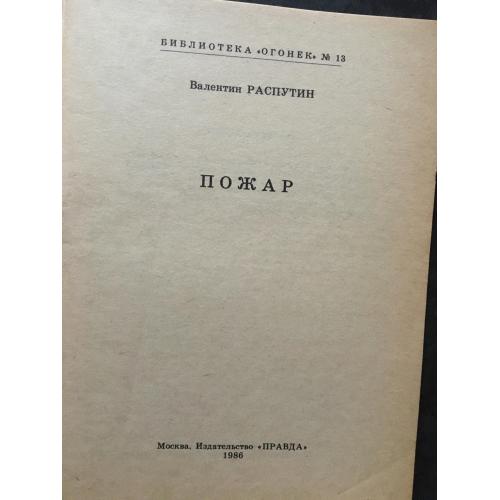 БИБЛИОТЕКА «ОГОНЕК» № 13
Валентин РАСПУТИН
ПОЖАР
Москва. Издательство «ПРАВДА»
1986